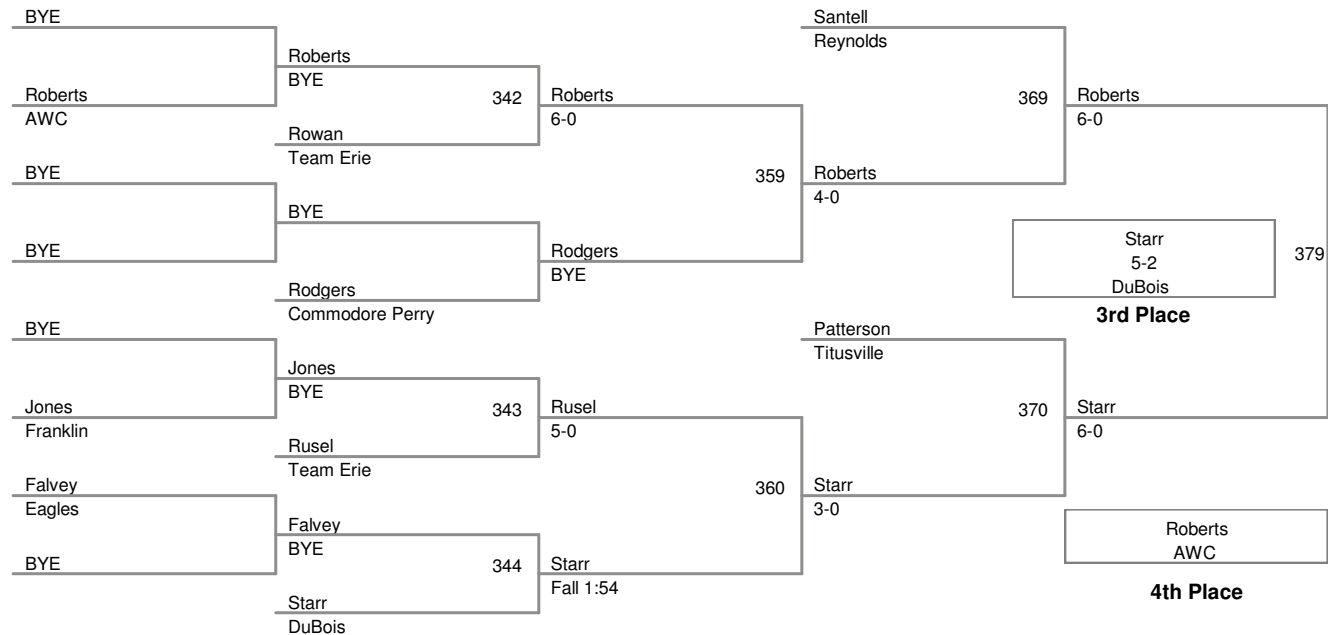 BYE
Roberts
AWC
BYE
BYE
BYE
Jones
Franklin
Falvey
Eagles
BYE
Roberts
BYE
Rowan
Team Erie
BYE
Rodgers
Commodore Perry
Jones
BYE
Rusel
Team Erie
Falvey
BYE
Starr
DuBois
342
343
344
Roberts
6-0
Rodgers
BYE
Rusel
5-0
Starr
Fall 1:54
359
360
Santell
Reynolds
Roberts
4-0
Patterson
Titusville
Starr
3-0
369
370
Roberts
6-0
Starr
6-0
379
Starr
5-2
DuBois
3rd Place
Roberts
AWC
4th Place